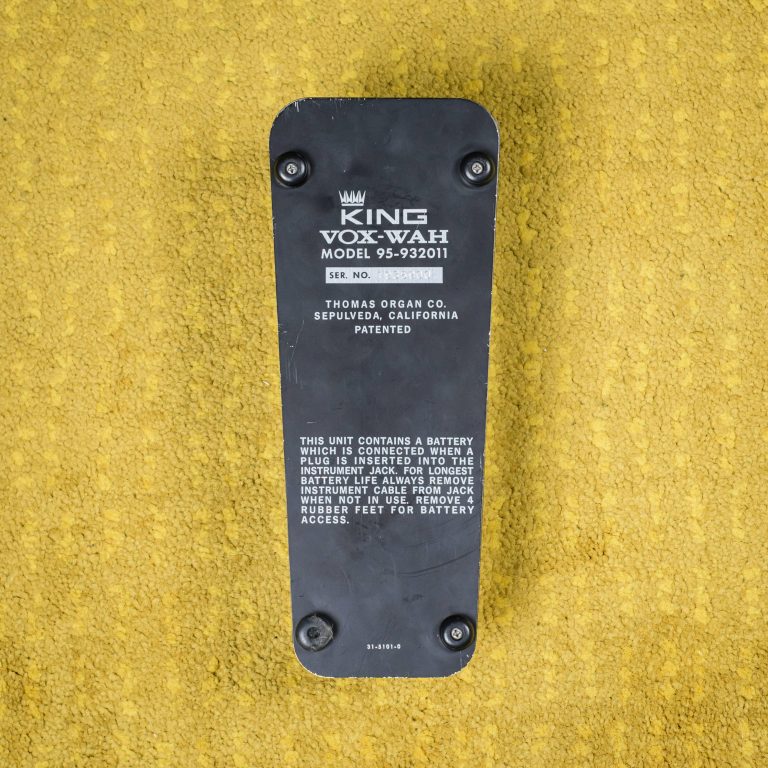 KING
VOX-WAH
MODEL 95-932011
SER. NO.
THOMAS ORGAN CO.
SEPULVEDA, CALIFORNIA
PATENTED
THIS UNIT CONTAINS A BATTERY
WHICH IS CONNECTED WHEN A
PLUG IS INSERTED INTO THE
INSTRUMENT JACK. FOR LONGEST
BATTERY LIFE ALWAYS REMOVE
INSTRUMENT CABLE FROM JACK
WHEN NOT IN USE. REMOVE 4
RUBBER FEET FOR BATTERY
ACCESS.
31-5101-0